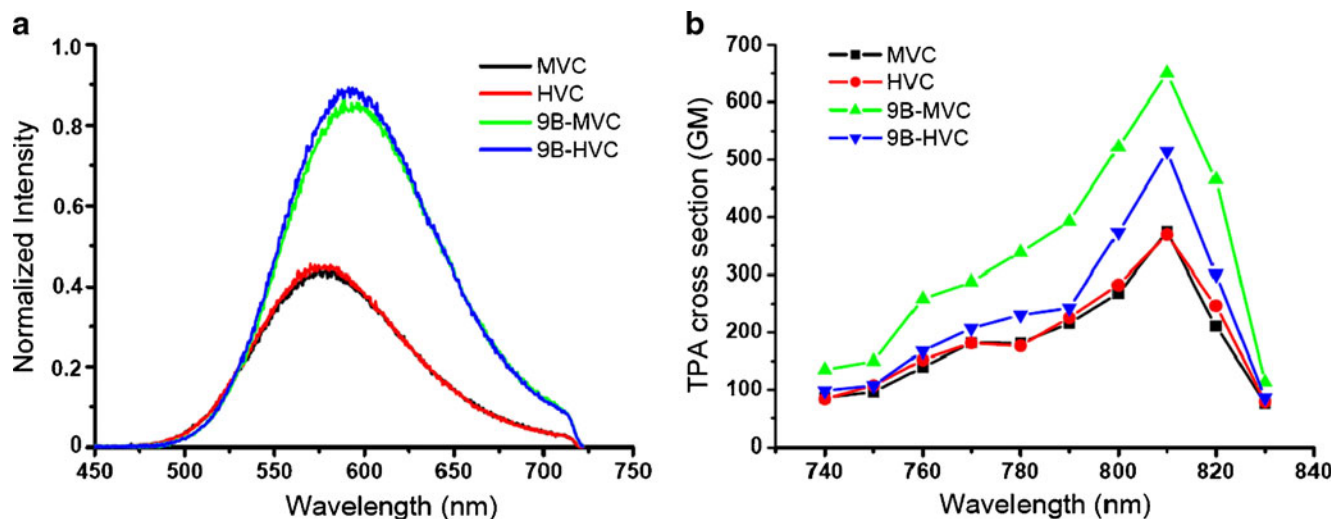 a
Normalized Intensity
1.0
0.8
0.6
0.4
0.2
0
MVC
HVC
9B-MVC
9B-HVC
450 500 550 600 650 700 750
Wavelength (nm)
b
TPA cross section (GM)
700
600
500
400
300
200
100
0
MVC
HVC
9B-MVC
9B-HVC
740 760 780 800 820 840
Wavelength (nm)